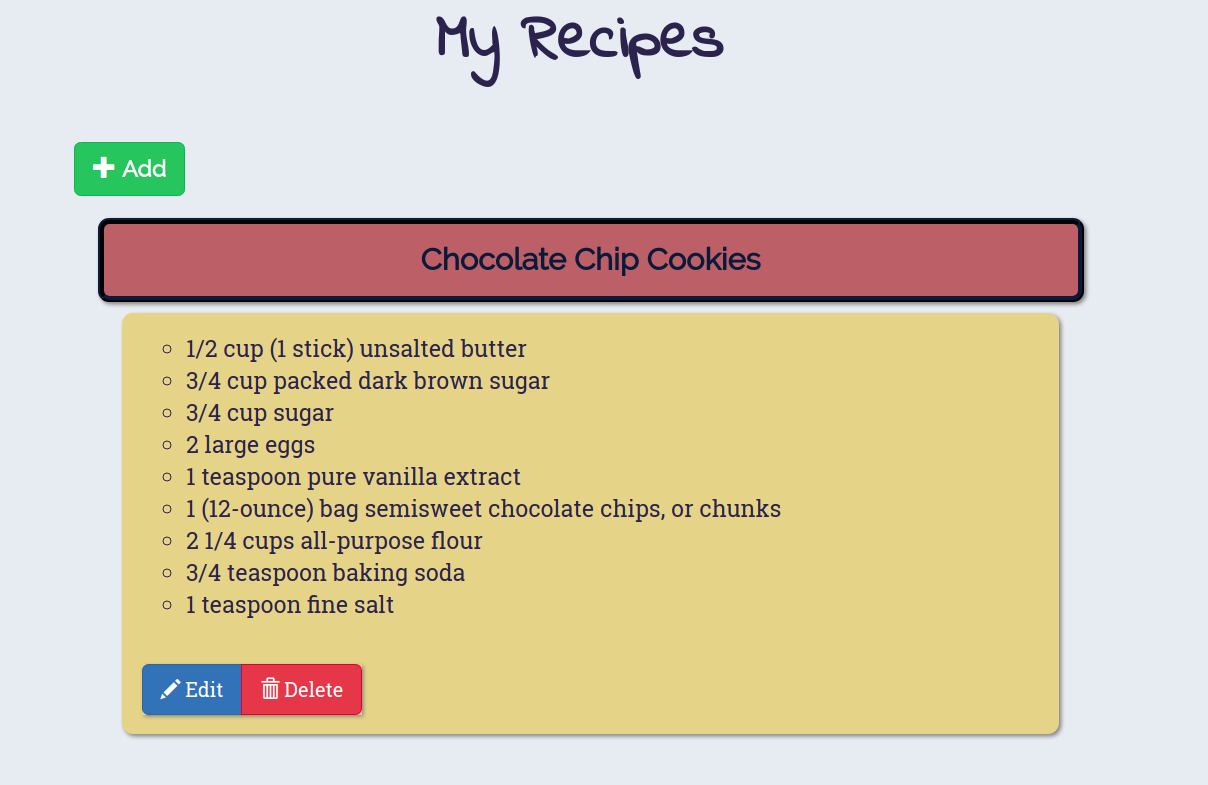 My Recipes
Add
Chocolate Chip Cookies
1/2 cup (1 stick) unsalted butter
3/4 cup packed dark brown sugar
3/4 cup sugar
2 large eggs
1 teaspoon pure vanilla extract
1 (12-ounce) bag semisweet chocolate chips, or chunks
2 1/4 cups all-purpose flour
3/4 teaspoon baking soda
1 teaspoon fine salt
Edit Delete